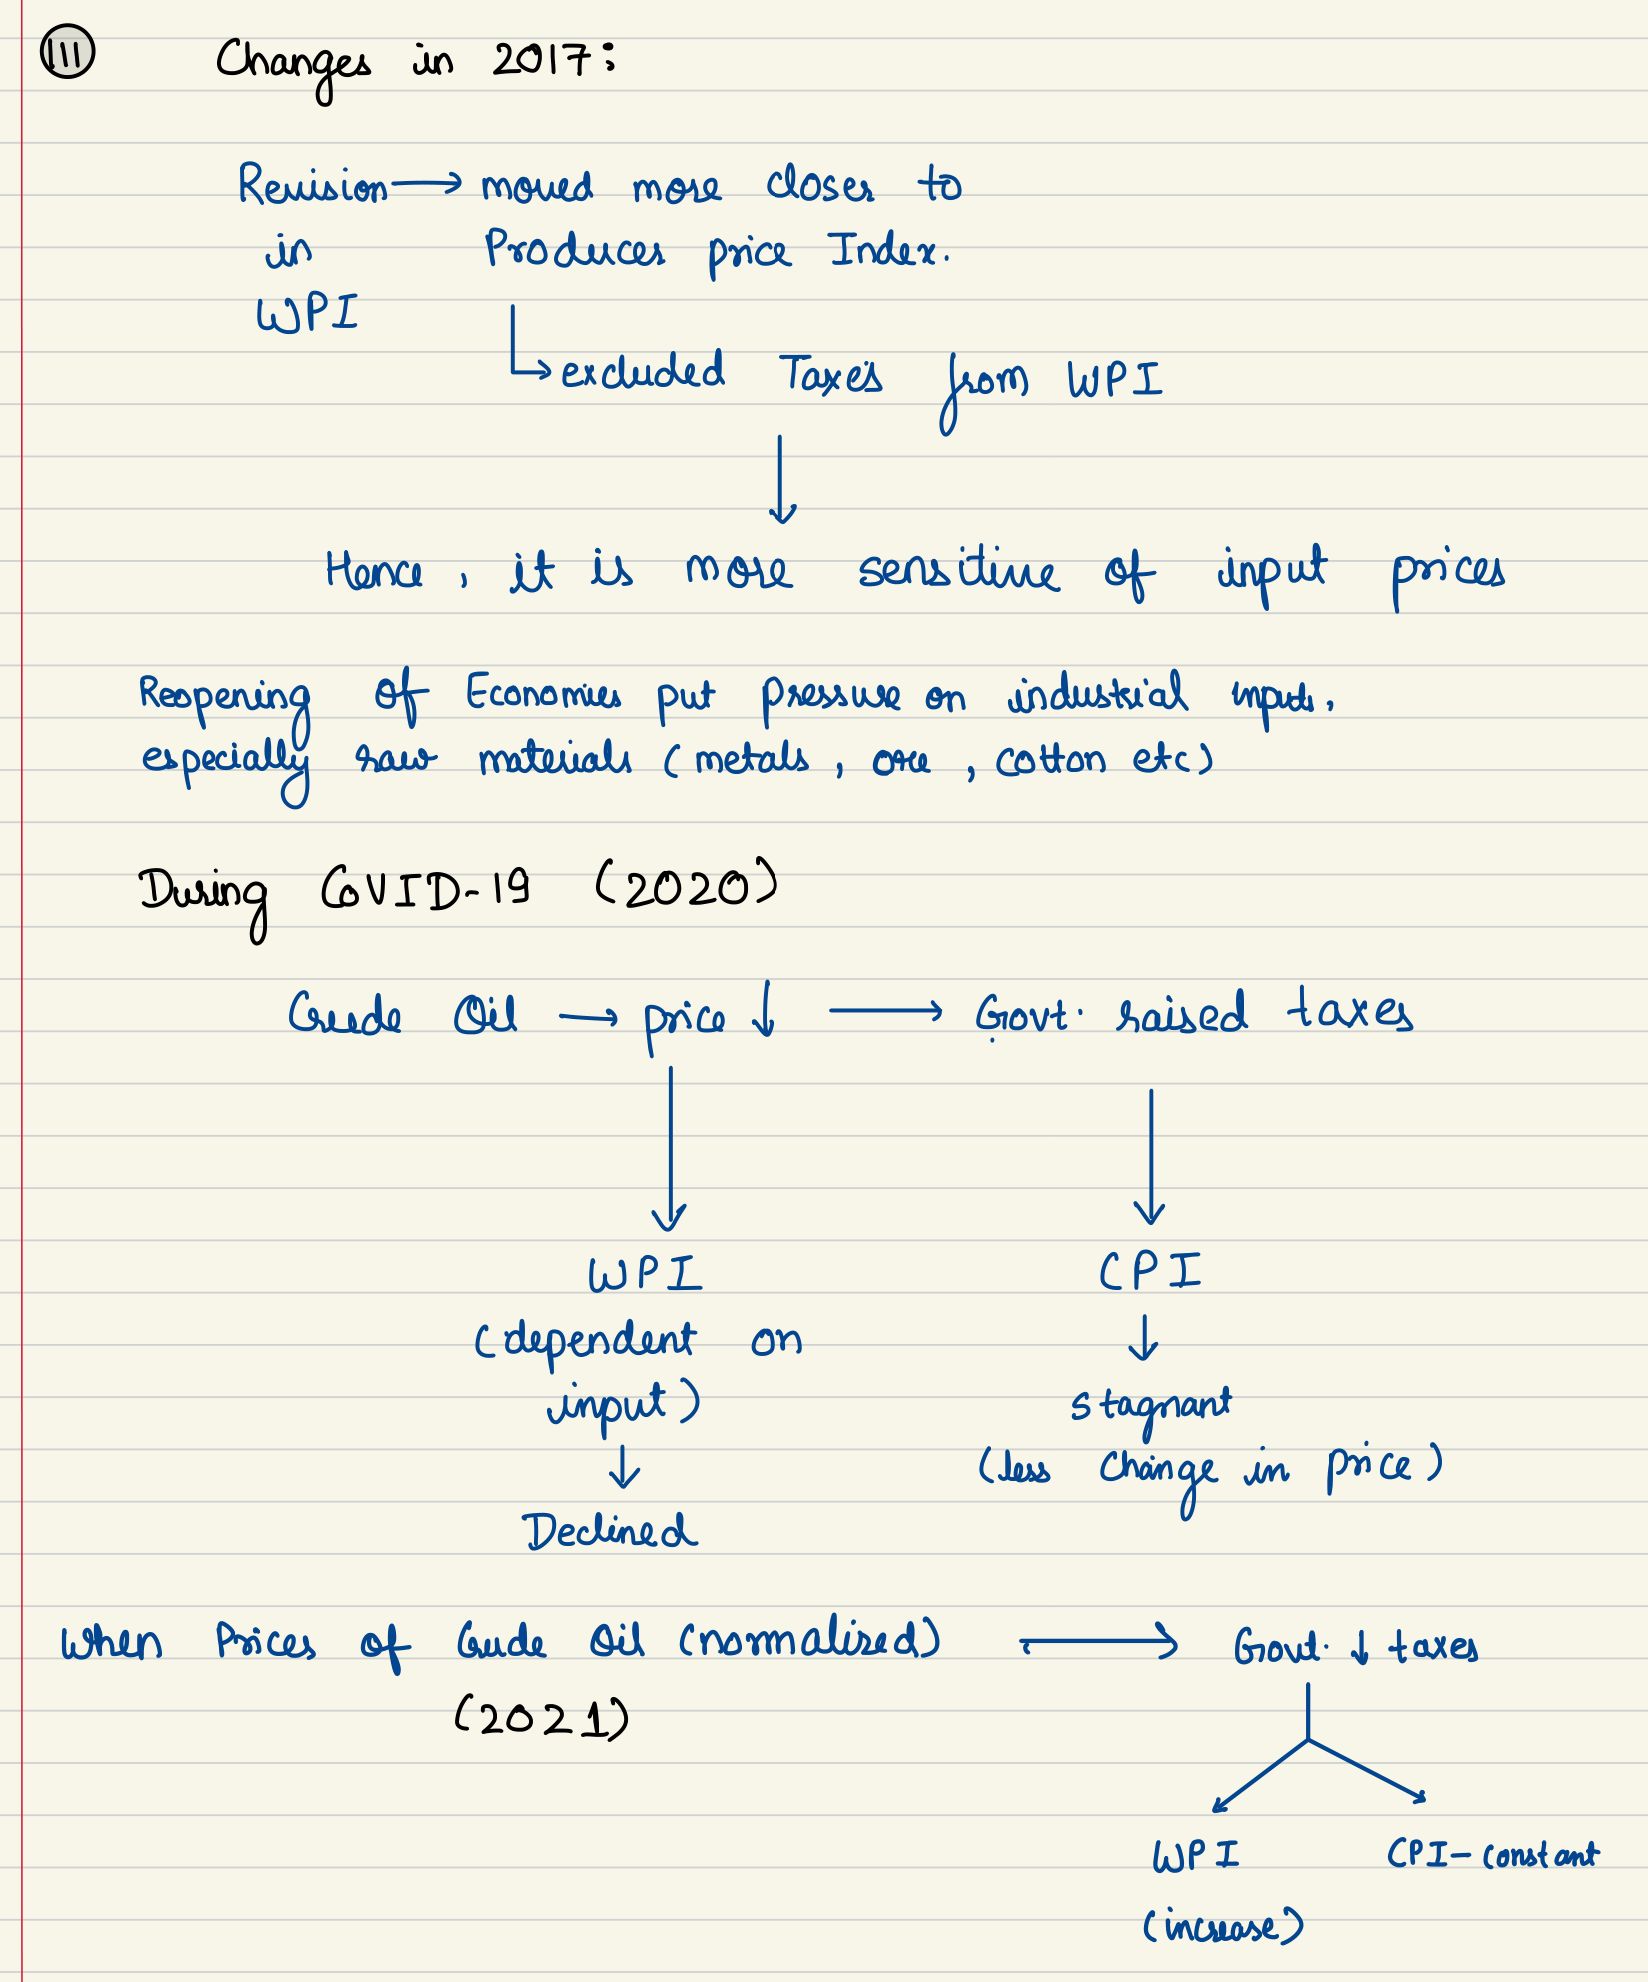 III Changes in 2017:
Revision → moved more closer to
in Producer price Index.
WPI
↳ excluded Taxes from WPI
↓
Hence, it is more sensitive of input prices
Reopening of Economies put pressure on industrial inputs,
especially raw materials (metals, ore, cotton etc)
During COVID-19 (2020)
Crude Oil → price ↓ → Govt. raised taxes
↓ ↓
WPI CPI
(dependent on ↓
input) stagnant
↓ (less change in price)
Declined
When Prices of Crude Oil (normalised) → Govt. ↓ taxes
(2021)
WPI CPI - constant
(increase)